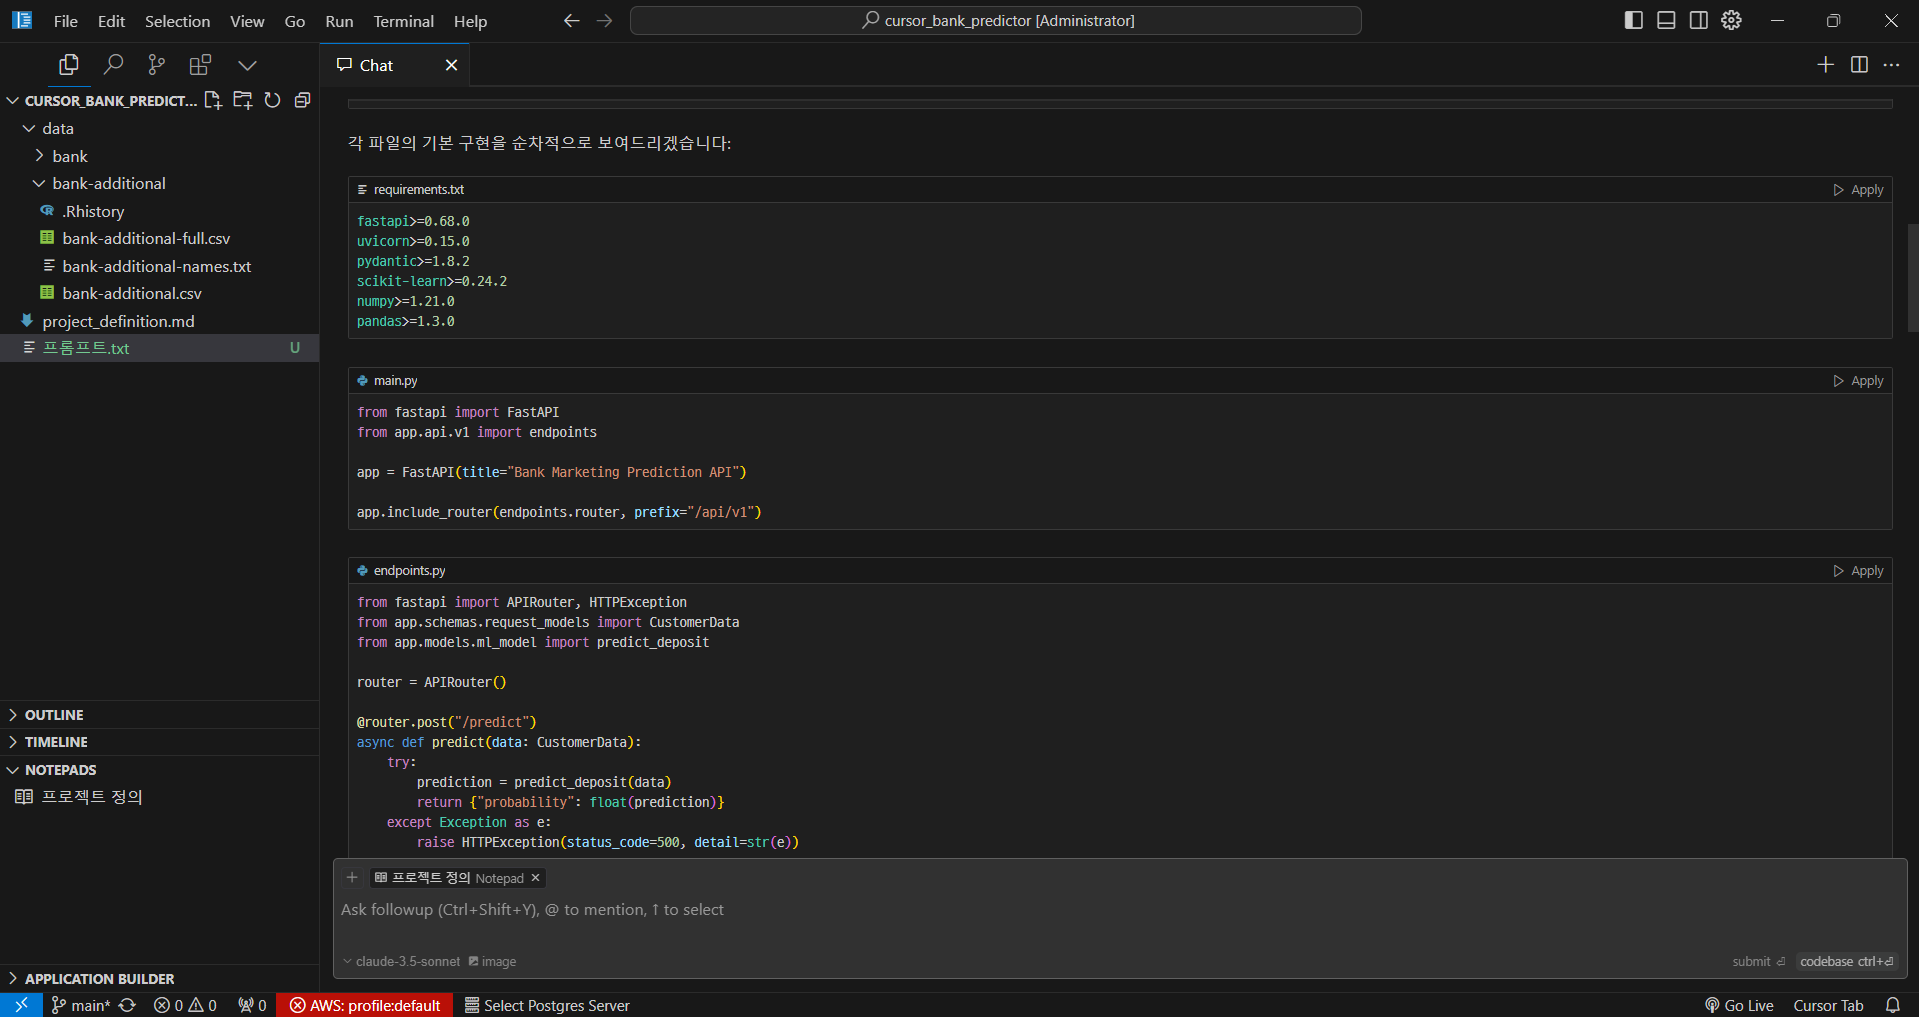 File Edit Selection View Go Run Terminal Help
cursor_bank_predictor [Administrator]
CURSOR_BANK_PREDICT...
data
bank
bank-additional
.Rhistory
bank-additional-full.csv
bank-additional-names.txt
bank-additional.csv
project_definition.md
프롬프트.txt U
OUTLINE
TIMELINE
NOTEPADS
프로젝트 정의
APPLICATION BUILDER
Chat
각 파일의 기본 구현을 순차적으로 보여드리겠습니다:
requirements.txt Apply
fastapi>=0.68.0
uvicorn>=0.15.0
pydantic>=1.8.2
scikit-learn>=0.24.2
numpy>=1.21.0
pandas>=1.3.0
main.py Apply
from fastapi import FastAPI
from app.api.v1 import endpoints
app = FastAPI(title="Bank Marketing Prediction API")
app.include_router(endpoints.router, prefix="/api/v1")
endpoints.py Apply
from fastapi import APIRouter, HTTPException
from app.schemas.request_models import CustomerData
from app.models.ml_model import predict_deposit
router = APIRouter()
@router.post("/predict")
async def predict(data: CustomerData):
try:
prediction = predict_deposit(data)
return {"probability": float(prediction)}
except Exception as e:
raise HTTPException(status_code=500, detail=str(e))
프로젝트 정의 Notepad
Ask followup (Ctrl+Shift+Y), @ to mention, ↑ to select
claude-3.5-sonnet image submit ⏎ codebase ctrl+⏎
main* 0 0 0 AWS: profile:default Select Postgres Server Go Live Cursor Tab